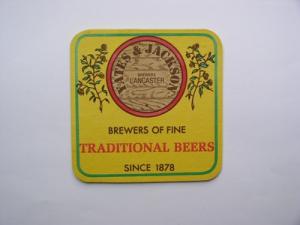 YATES & JACKSON
BREWERS
LANCASTER
BREWERS OF FINE
TRADITIONAL BEERS
SINCE 1878